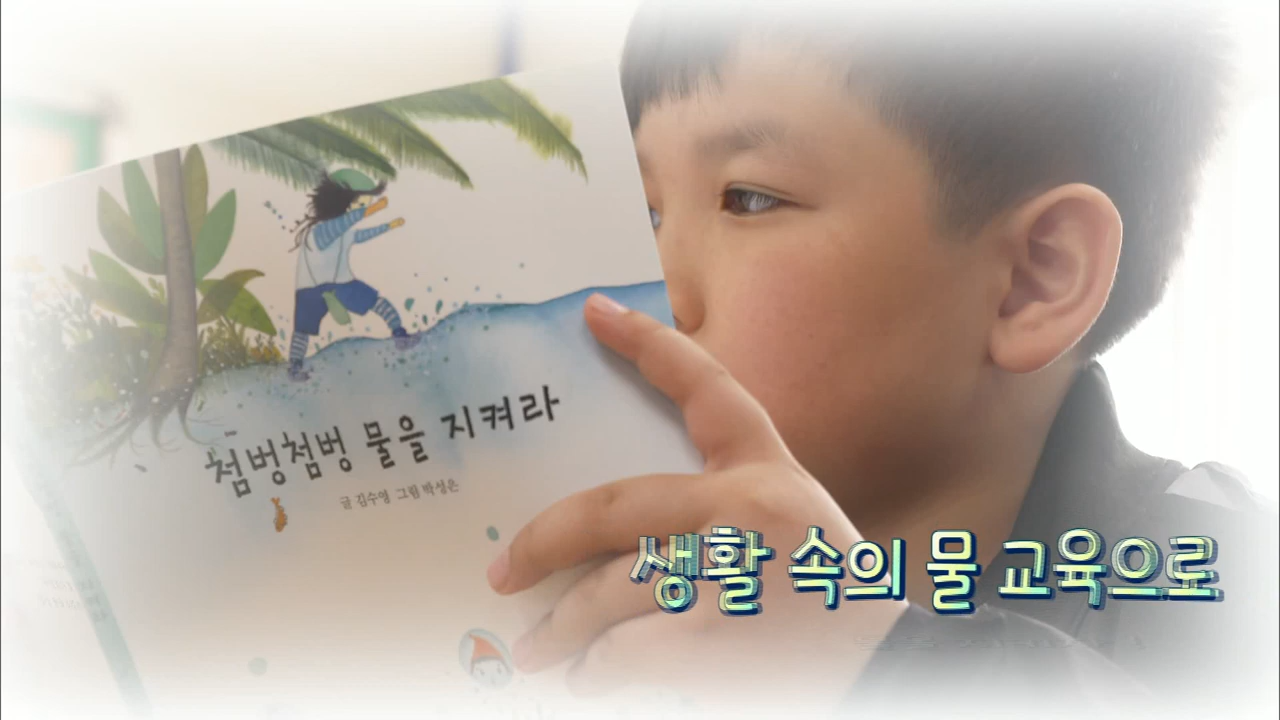 첨벙첨벙 물을 지켜라
글 김수영 그림 박성은
생활 속의 물 교육으로